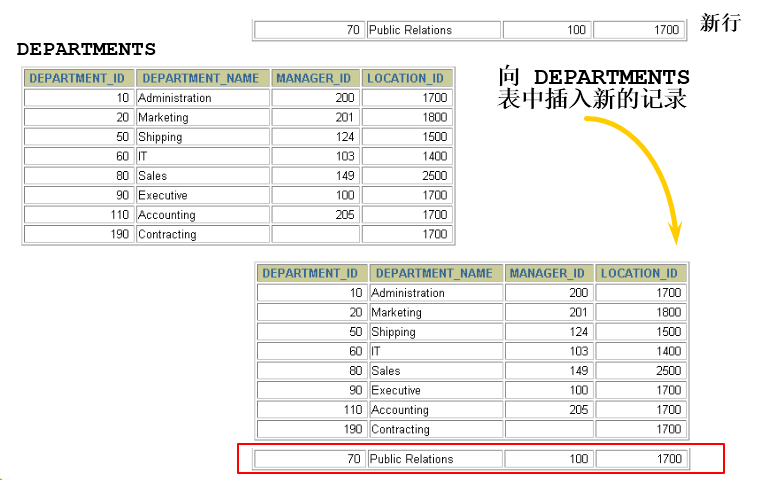 70 Public Relations 100 1700
新行
DEPARTMENTS
DEPARTMENT_ID DEPARTMENT_NAME MANAGER_ID LOCATION_ID
10 Administration 200 1700
20 Marketing 201 1800
50 Shipping 124 1500
60 IT 103 1400
80 Sales 149 2500
90 Executive 100 1700
110 Accounting 205 1700
190 Contracting 1700
向 DEPARTMENTS
表中插入新的记录
DEPARTMENT_ID DEPARTMENT_NAME MANAGER_ID LOCATION_ID
10 Administration 200 1700
20 Marketing 201 1800
50 Shipping 124 1500
60 IT 103 1400
80 Sales 149 2500
90 Executive 100 1700
110 Accounting 205 1700
190 Contracting 1700
70 Public Relations 100 1700